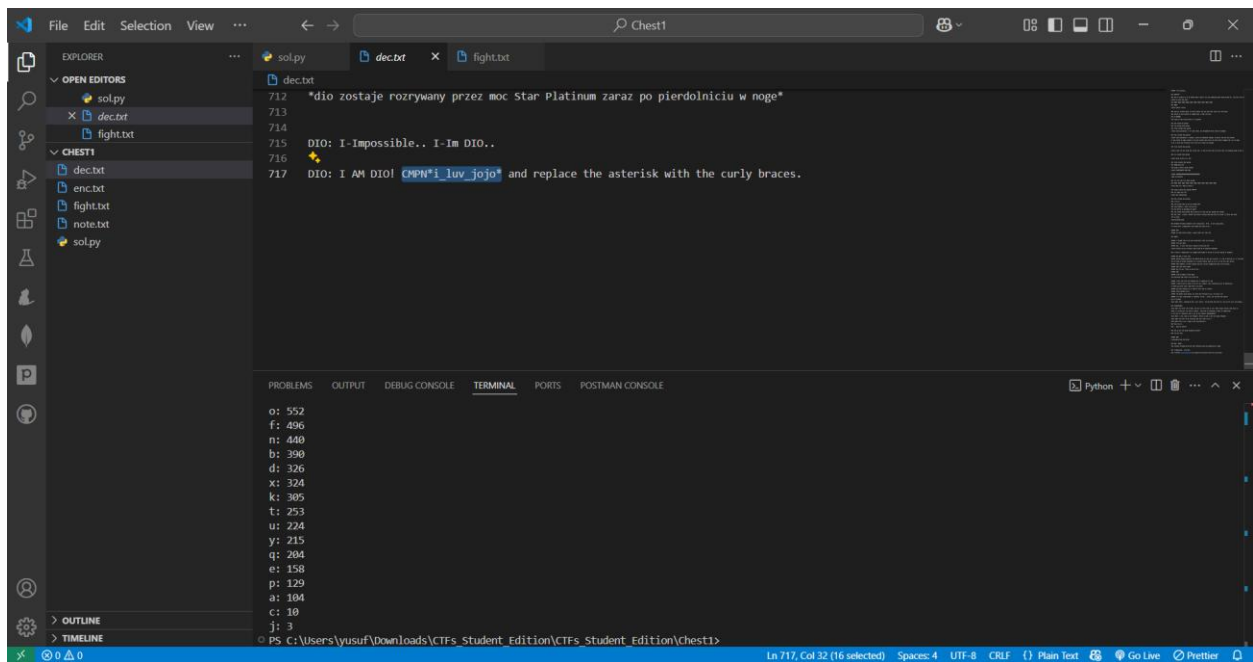 File Edit Selection View ··· Chest1
EXPLORER ···
OPEN EDITORS
sol.py
dec.txt
fight.txt
CHEST1
dec.txt
enc.txt
fight.txt
note.txt
sol.py
OUTLINE
TIMELINE
sol.py dec.txt fight.txt
dec.txt
712 *dio zostaje rozrywany przez moc Star Platinum zaraz po pierdolniciu w noge*
713
714
715 DIO: I-Impossible.. I-Im DIO..
716
717 DIO: I AM DIO! CMPN*i_luv_jojo* and replace the asterisk with the curly braces.
PROBLEMS OUTPUT DEBUG CONSOLE TERMINAL PORTS POSTMAN CONSOLE Python
o: 552
f: 496
n: 440
b: 390
d: 326
x: 324
k: 305
t: 253
u: 224
y: 215
q: 204
e: 158
p: 129
a: 104
c: 10
j: 3
PS C:\Users\yusuf\Downloads\CTFs_Student_Edition\CTFs_Student_Edition\Chest1>
0 0 0 Ln 717, Col 32 (16 selected) Spaces: 4 UTF-8 CRLF {} Plain Text Go Live Prettier